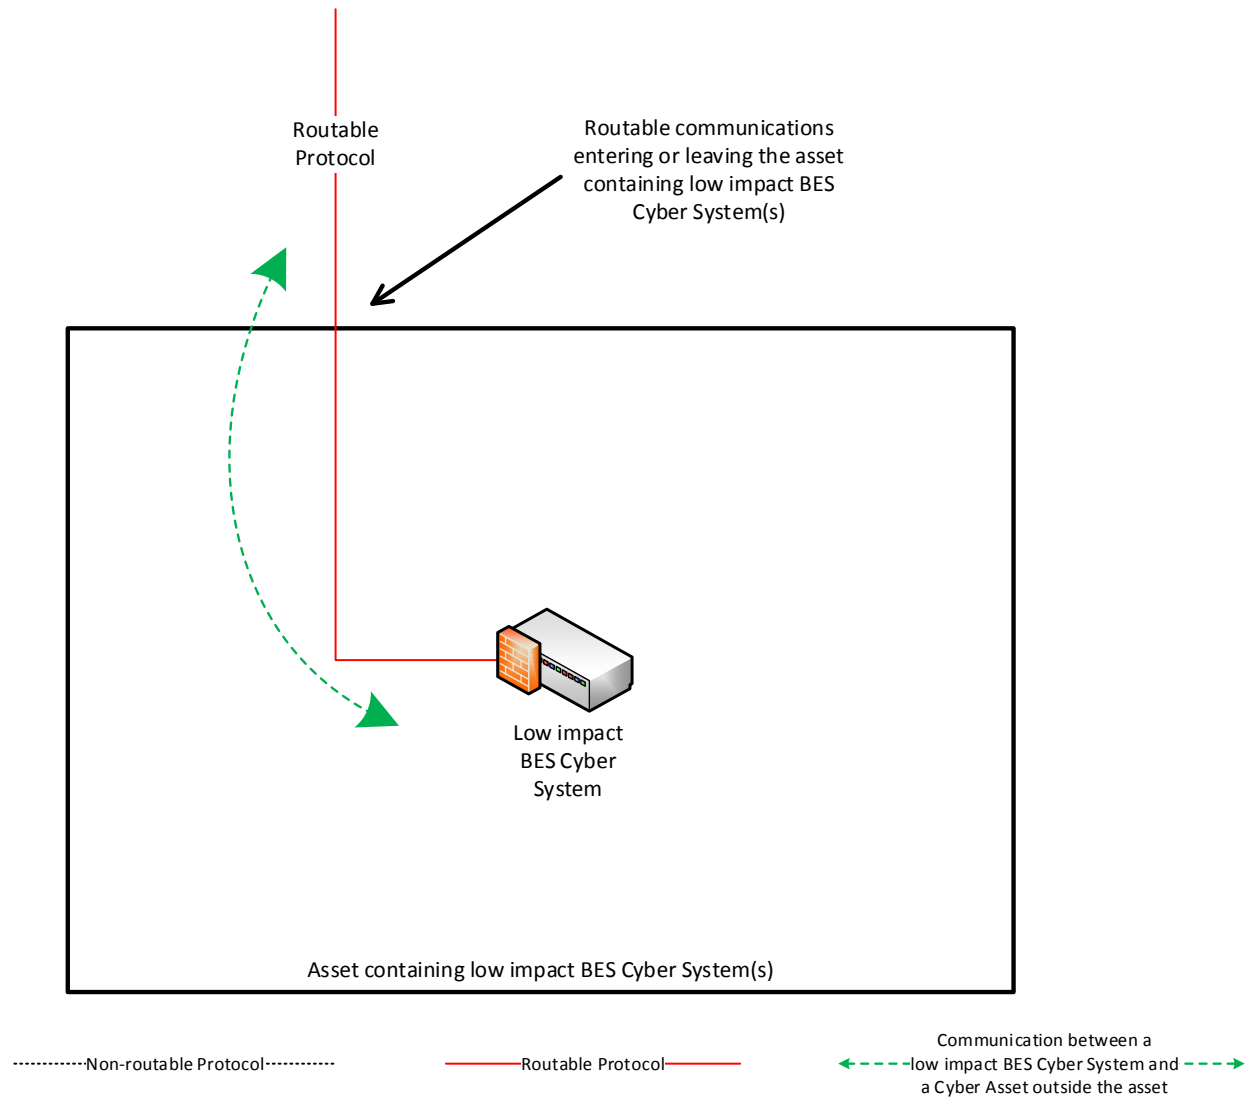 Routable
Protocol
Routable communications
entering or leaving the asset
containing low impact BES
Cyber System(s)
Low impact
BES Cyber
System
Asset containing low impact BES Cyber System(s)
Non-routable Protocol
Routable Protocol
Communication between a
low impact BES Cyber System and
a Cyber Asset outside the asset